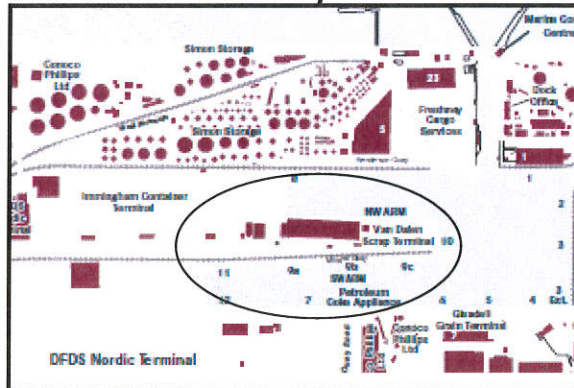 Conoco
Phillips
Ltd
Simon Storage
Marine
Centre
23
Dock
Office
Simon Storage
5
Cargo
Services
1
8
1
Immingham Container
Terminal
2
NW ARM
Van Dalen
Scrap Terminal 10
3
11
9a
9b
9c
SW ARM
3
Ext.
12
7
Petroleum
Coke Appliance
6
5
4
Gleadell
Grain Terminal
Conoco
Phillips
Ltd
DFDS Nordic Terminal